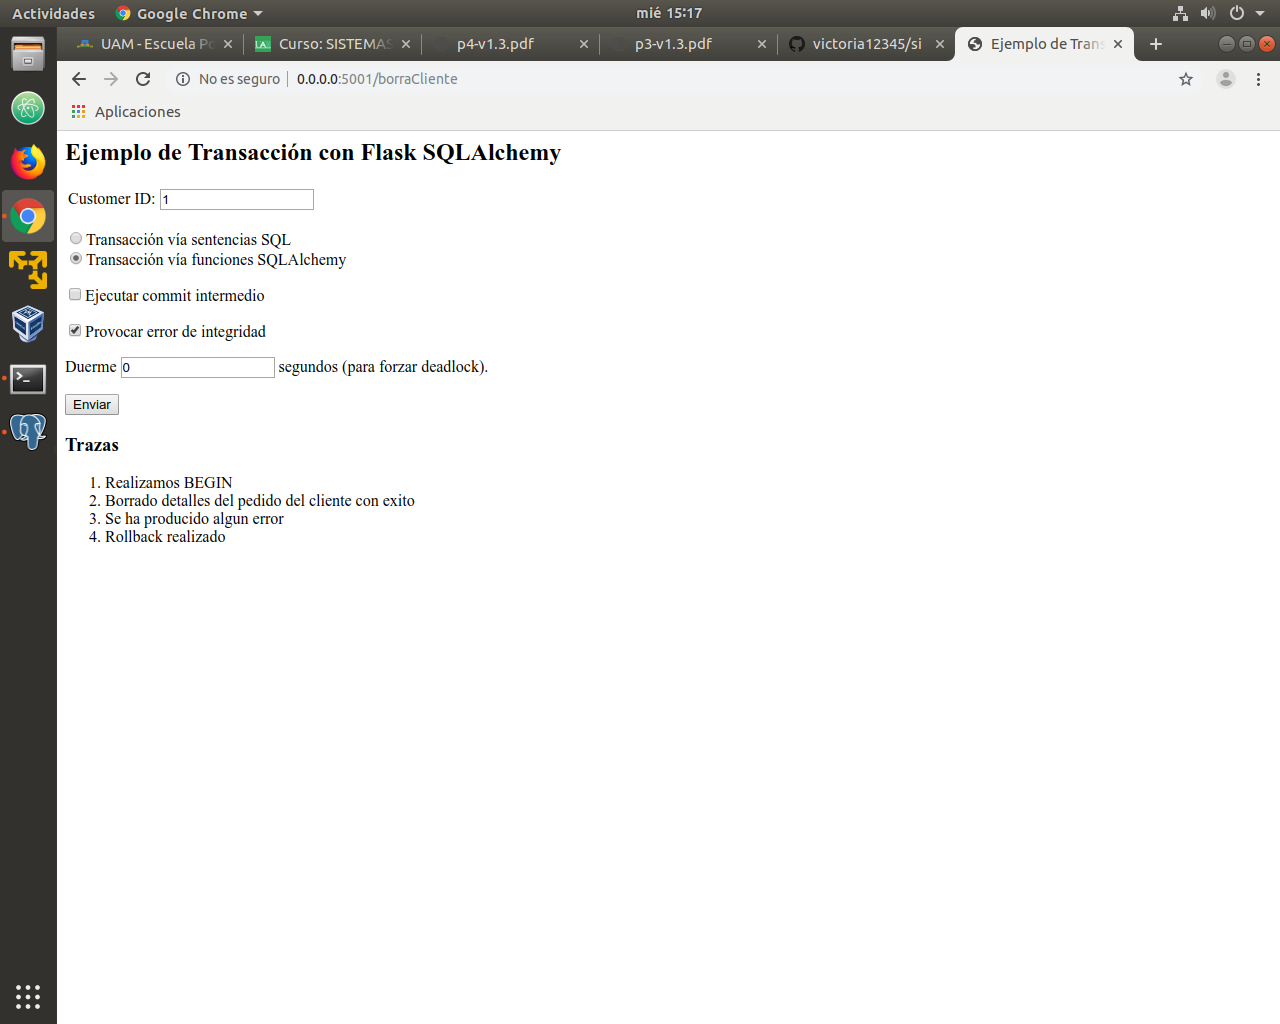 Actividades Google Chrome mié 15:17
UAM - Escuela Po Curso: SISTEMAS p4-v1.3.pdf p3-v1.3.pdf victoria12345/si Ejemplo de Trans
No es seguro 0.0.0.0:5001/borraCliente
Aplicaciones
Ejemplo de Transacción con Flask SQLAlchemy
Customer ID: 1
Transacción vía sentencias SQL
Transacción vía funciones SQLAlchemy
Ejecutar commit intermedio
Provocar error de integridad
Duerme 0 segundos (para forzar deadlock).
Enviar
Trazas
1. Realizamos BEGIN
2. Borrado detalles del pedido del cliente con exito
3. Se ha producido algun error
4. Rollback realizado